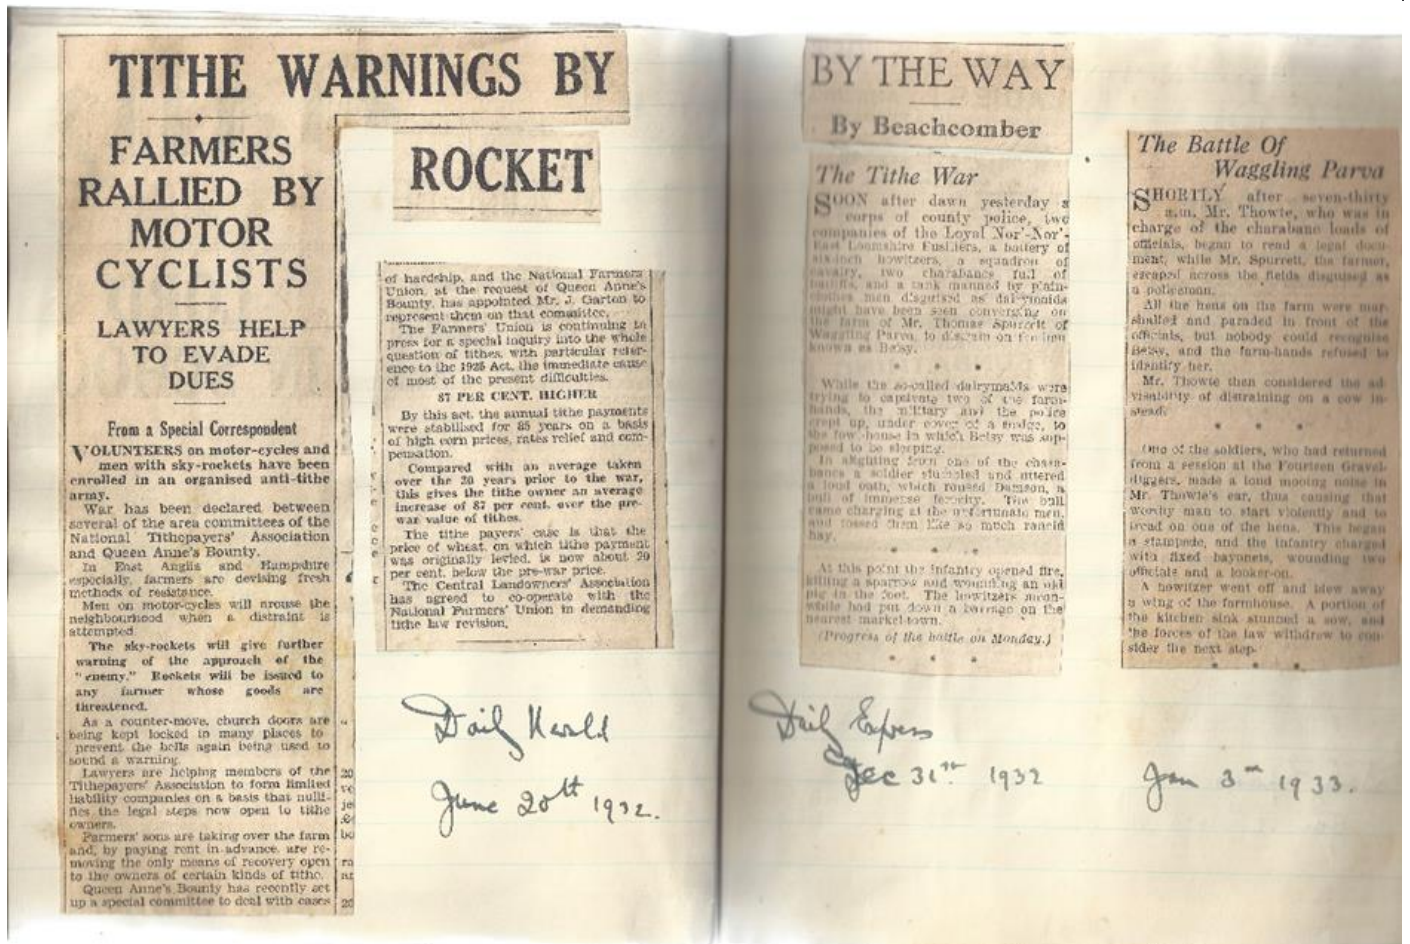 TITHE WARNINGS BY
ROCKET
FARMERS
RALLIED BY
MOTOR
CYCLISTS
LAWYERS HELP
TO EVADE
DUES
From a Special Correspondent
VOLUNTEERS on motor-cycles and
men with sky-rockets have been
enrolled in an organised anti-tithe
army.
War has been declared between
several of the area committees of the
National Tithepayers' Association
and Queen Anne's Bounty.
In East Anglia and Hampshire
especially, farmers are devising fresh
methods of resistance.
Men on motor-cycles will arouse the
neighbourhood when a distraint is
attempted.
The sky-rockets will give further
warning of the approach of the
"enemy." Rockets will be issued to
any farmer whose goods are
threatened.
As a counter-move, church doors are
being kept locked in many places to
prevent the bells again being used to
sound a warning.
Lawyers are helping members of the
Tithepayers' Association to form limited
liability companies on a basis that nulli-
fies the legal steps now open to tithe
owners.
Farmers' sons are taking over the farm
and, by paying rent in advance, are re-
moving the only means of recovery open
to the owners of certain kinds of tithe.
Queen Anne's Bounty has recently set
up a special committee to deal with cases
of hardship, and the National Farmers'
Union, at the request of Queen Anne's
Bounty, has appointed Mr. J. Garton to
represent them on that committee.
The Farmers' Union is continuing to
press for a special inquiry into the whole
question of tithes, with particular refer-
ence to the 1925 Act, the immediate cause
of most of the present difficulties.
87 PER CENT. HIGHER
By this act, the annual tithe payments
were stabilised for 85 years on a basis
of high corn prices, rates relief and com-
pensation.
Compared with an average taken
over the 20 years prior to the war,
this gives the tithe owner an average
increase of 87 per cent. over the pre-
war value of tithes.
The tithe payers' case is that the
price of wheat, on which tithe payment
was originally levied, is now about 20
per cent. below the pre-war price.
The Central Landowners' Association
has agreed to co-operate with the
National Farmers' Union in demanding
tithe law revision.
Daily Herald
June 20th 1932.
BY THE WAY
By Beachcomber
The Tithe War
SOON after dawn yesterday a
corps of county police, two
companies of the Loyal Nor'-Nor'-
East Loamshire Fusiliers, a battery of
six-inch howitzers, a squadron of
cavalry, two charabancs full of
bailiffs, and a tank manned by plain-
clothes men disguised as dairymaids
might have been seen converging on
the farm of Mr. Thomas Spurrett of
Waggling Parva, to distrain on
known as Betsy.
While the so-called dairymaids were
trying to captivate two of the farm-
hands, the military and the police
crept up, under cover of a to
the fowl-house in which Betsy was sup-
posed to be sleeping.
In alighting from one of the chara-
bancs a soldier stumbled and uttered
a loud oath, which roused Damson, a
bull of immense ferocity. The bull
came charging at the unfortunate men,
and tossed them like so much rancid
hay.
At this point the infantry opened fire,
killing a sparrow and wounding an old
pig in the foot. The howitzers mean-
while had put down a barrage on the
nearest market-town.
(Progress of the battle on Monday.)
Daily Express
Dec 31st 1932
The Battle Of
Waggling Parva
SHORTLY after seven-thirty
a.m. Mr. Thowte, who was in
charge of the charabanc loads of
officials, began to read a legal docu-
ment, while Mr. Spurrett, the farmer,
escaped across the fields disguised as
a policeman.
All the hens on the farm were mar-
shalled and paraded in front of the
officials, but nobody could recognise
Betsy, and the farm-hands refused to
identify her.
Mr. Thowte then considered the ad-
visability of distraining on a cow in-
stead.
One of the soldiers, who had returned
from a session at the Fourteen Gravel-
diggers, made a loud mooing noise in
Mr. Thowte's ear, thus causing that
worthy man to start violently and to
tread on one of the hens. This began
a stampede, and the infantry charged
with fixed bayonets, wounding two
officials and a looker-on.
A howitzer went off and blew away
a wing of the farmhouse. A portion of
the kitchen sink stunned a sow, and
the forces of the law withdrew to con-
sider the next step.
Jan 3rd 1933.